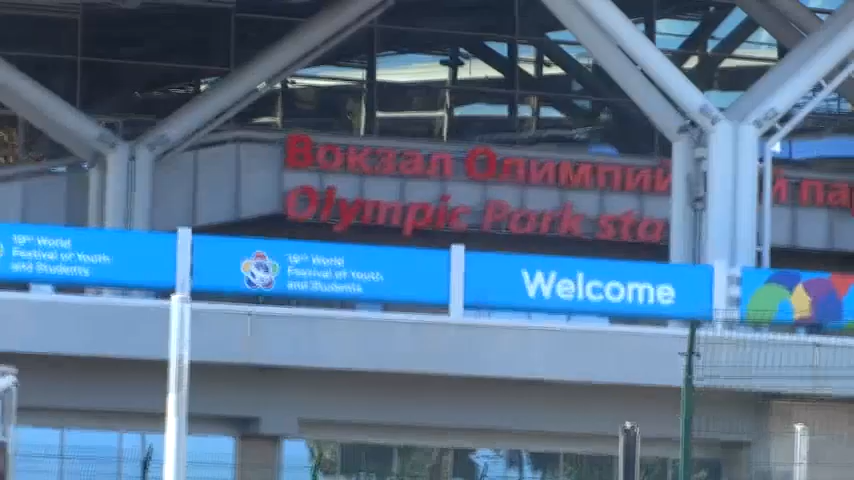 Вокзал Олимпий й пар
Olympic Park sta
19th World
Festival of Youth
and Students
19th World
Festival of Youth
and Students
Welcome